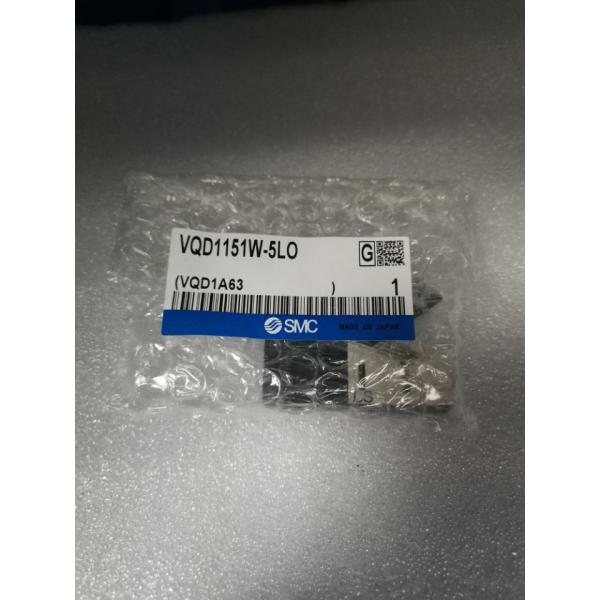 VQD1151W-5LO
G
(VQD1A63 ) 1
SMC MADE IN JAPAN